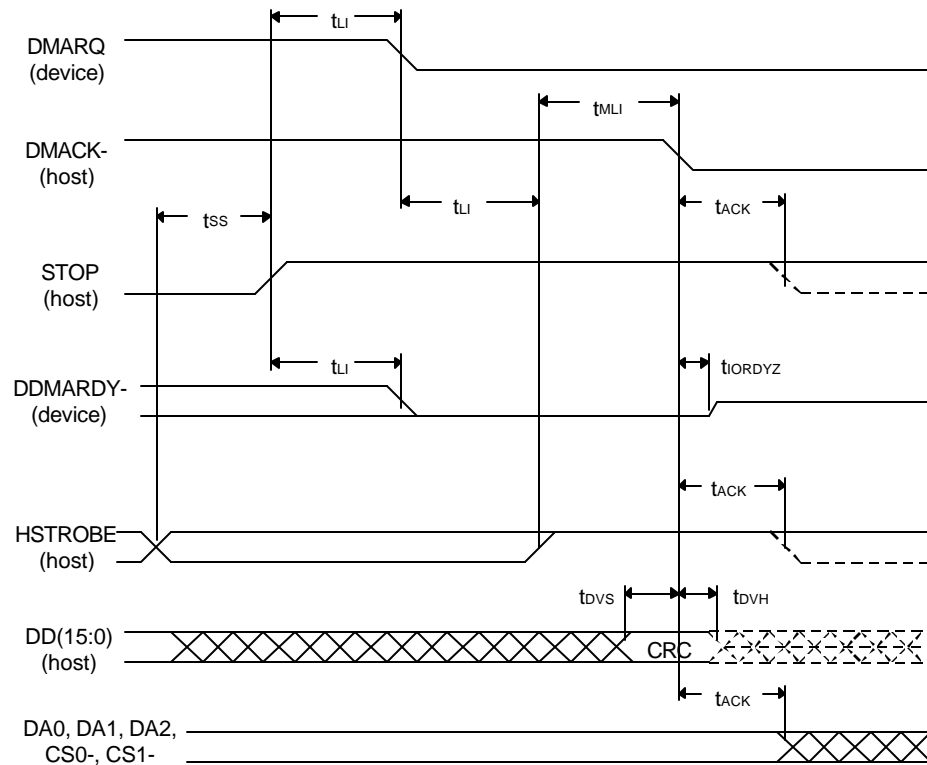 tLI
DMARQ
(device)
tMLI
DMACK-
(host)
tSS
tLI
tACK
STOP
(host)
tLI
tIORDYZ
DDMARDY-
(device)
tACK
HSTROBE
(host)
tDVS
tDVH
DD(15:0)
(host)
CRC
tACK
DA0, DA1, DA2,
CS0-, CS1-